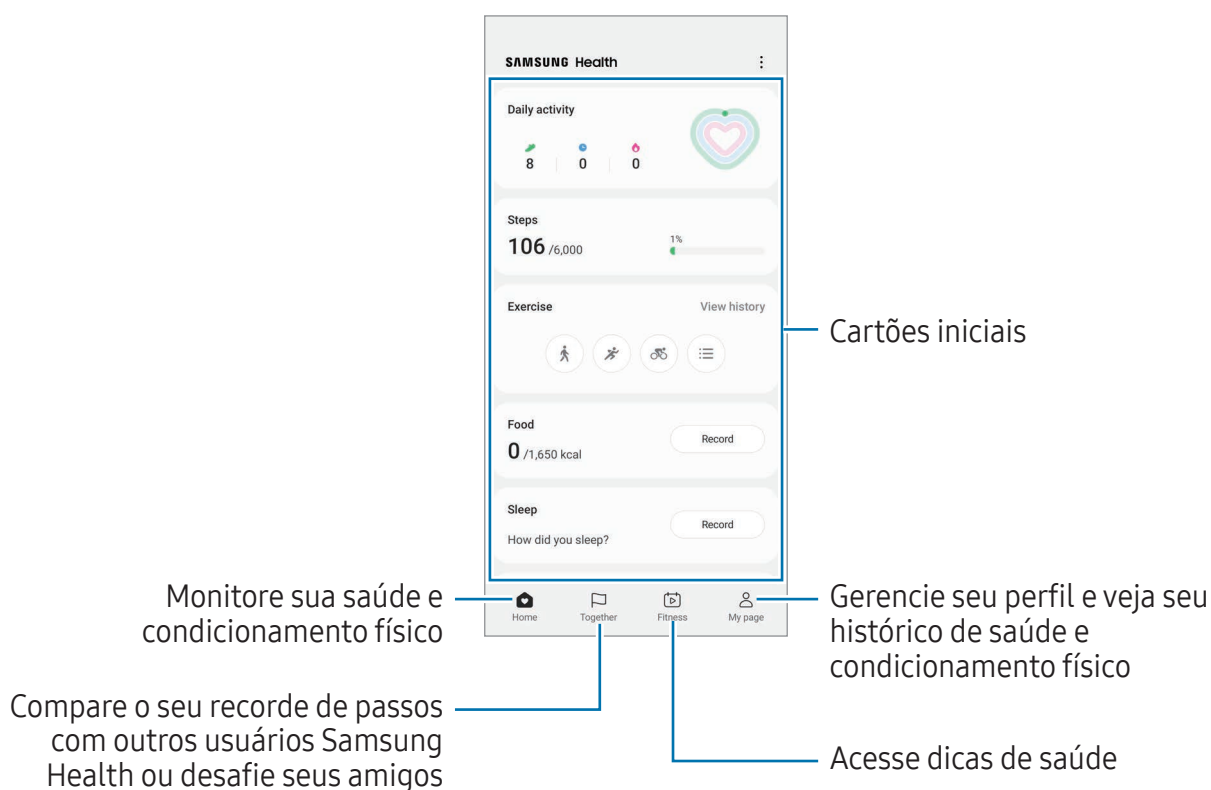 SAMSUNG Health
Daily activity
8 0 0
Steps
106 /6,000
1%
Exercise
View history
Food
0 /1,650 kcal
Record
Sleep
How did you sleep?
Record
Home
Together
Fitness
My page
Cartões iniciais
Monitore sua saúde e
condicionamento físico
Compare o seu recorde de passos
com outros usuários Samsung
Health ou desafie seus amigos
Gerencie seu perfil e veja seu
histórico de saúde e
condicionamento físico
Acesse dicas de saúde